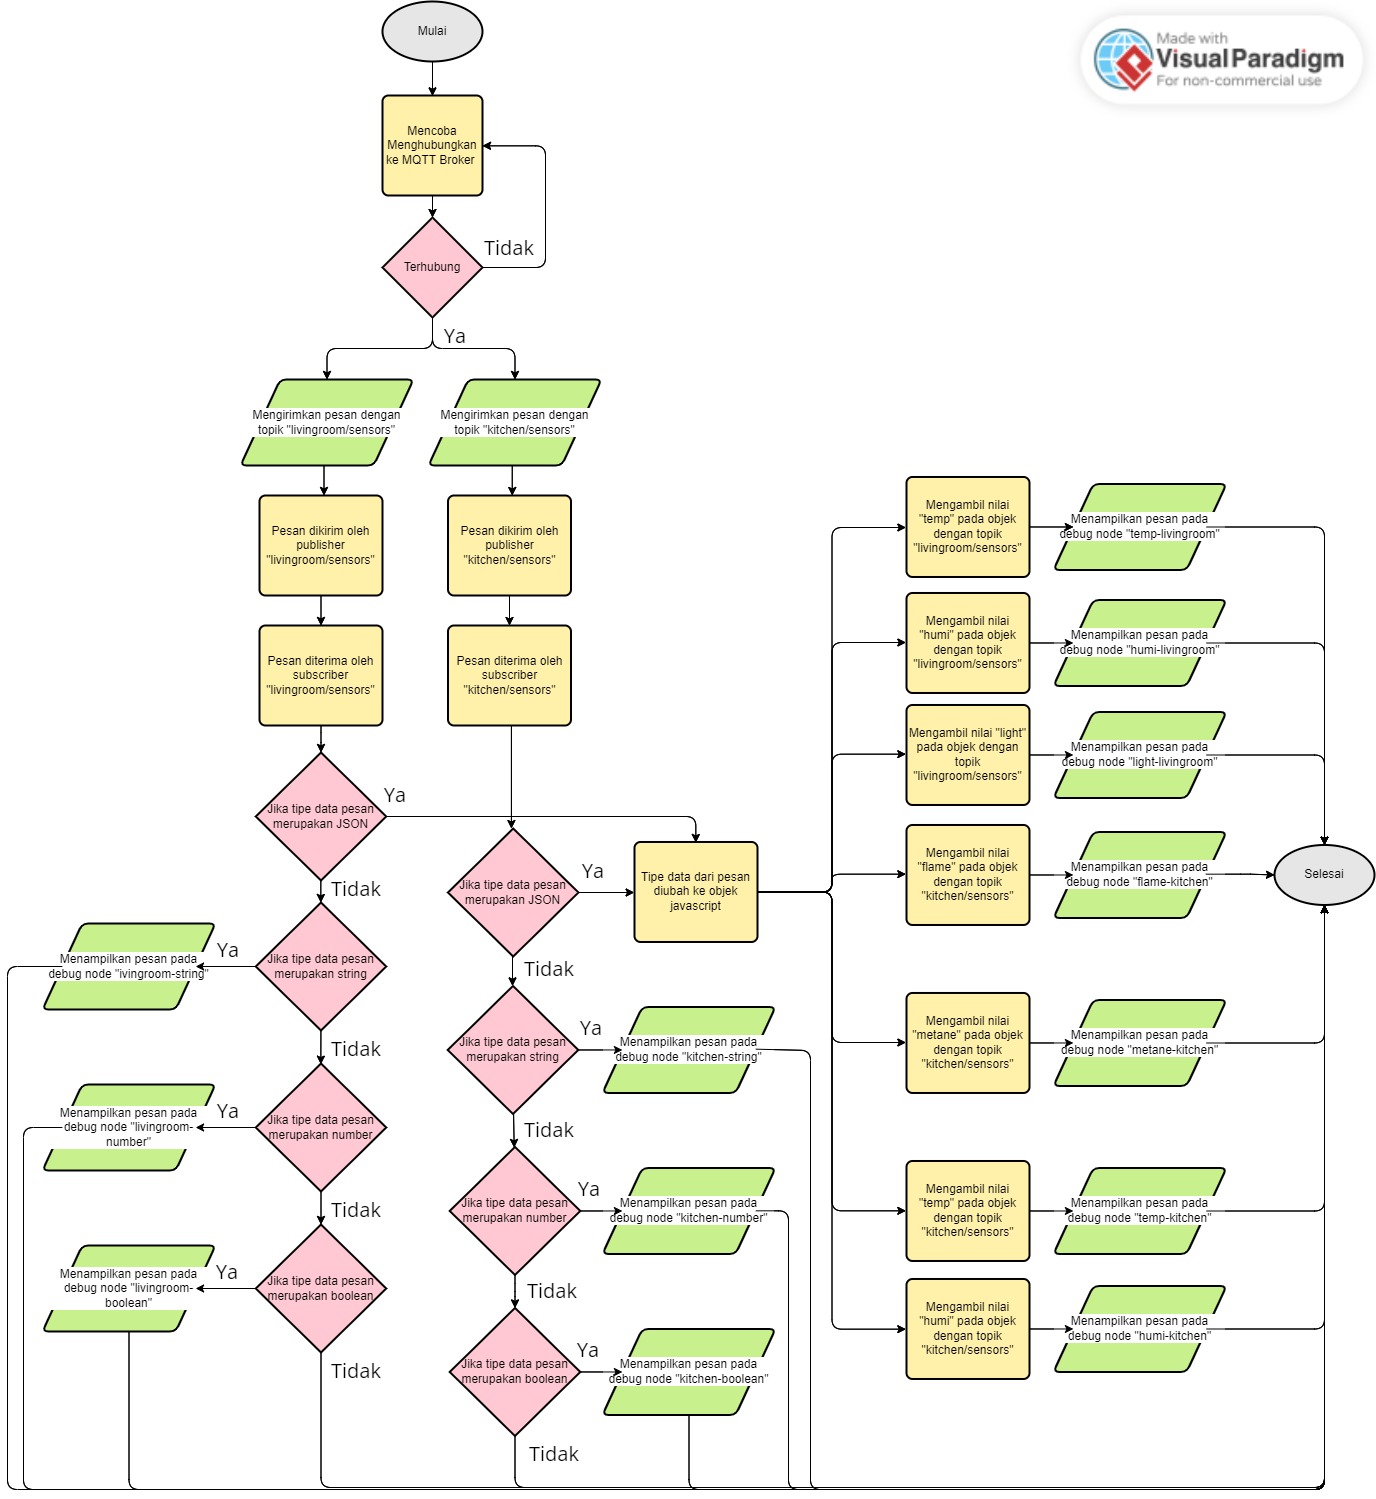 Mulai
Made with
Visual Paradigm
For non-commercial use
Mencoba
Menghubungkan
ke MQTT Broker
Tidak
Terhubung
Ya
Mengirimkan pesan dengan
topik "livingroom/sensors"
Mengirimkan pesan dengan
topik "kitchen/sensors"
Pesan dikirim oleh
publisher
"livingroom/sensors"
Pesan dikirim oleh
publisher
"kitchen/sensors"
Pesan diterima oleh
subscriber
"livingroom/sensors"
Pesan diterima oleh
subscriber
"kitchen/sensors"
Jika tipe data pesan
merupakan JSON
Ya
Tidak
Jika tipe data pesan
merupakan string
Ya
Menampilkan pesan pada
debug node "ivingroom-string"
Tidak
Jika tipe data pesan
merupakan number
Ya
Menampilkan pesan pada
debug node "livingroom-
number"
Tidak
Jika tipe data pesan
merupakan boolean
Ya
Menampilkan pesan pada
debug node "livingroom-
boolean"
Tidak
Jika tipe data pesan
merupakan JSON
Ya
Tipe data dari pesan
diubah ke objek
javascript
Tidak
Jika tipe data pesan
merupakan string
Ya
Menampilkan pesan pada
debug node "kitchen-string"
Tidak
Jika tipe data pesan
merupakan number
Ya
Menampilkan pesan pada
debug node "kitchen-number"
Tidak
Jika tipe data pesan
merupakan boolean
Ya
Menampilkan pesan pada
debug node "kitchen-boolean"
Tidak
Mengambil nilai
"temp" pada objek
dengan topik
"livingroom/sensors"
Menampilkan pesan pada
debug node "temp-livingroom"
Mengambil nilai
"humi" pada objek
dengan topik
"livingroom/sensors"
Menampilkan pesan pada
debug node "humi-livingroom"
Mengambil nilai "light"
pada objek dengan
topik
"livingroom/sensors"
Menampilkan pesan pada
debug node "light-livingroom"
Mengambil nilai
"flame" pada objek
dengan topik
"kitchen/sensors"
Menampilkan pesan pada
debug node "flame-kitchen"
Selesai
Mengambil nilai
"metane" pada objek
dengan topik
"kitchen/sensors"
Menampilkan pesan pada
debug node "metane-kitchen"
Mengambil nilai
"temp" pada objek
dengan topik
"kitchen/sensors"
Menampilkan pesan pada
debug node "temp-kitchen"
Mengambil nilai
"humi" pada objek
dengan topik
"kitchen/sensors"
Menampilkan pesan pada
debug node "humi-kitchen"